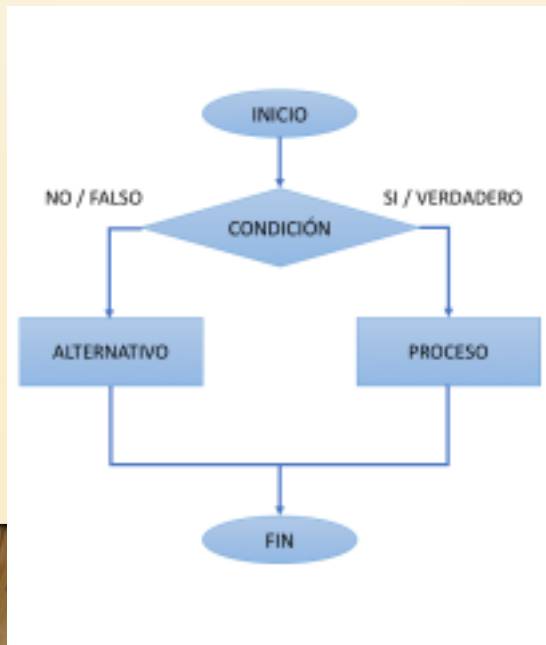 INICIO
NO / FALSO
SI / VERDADERO
CONDICIÓN
ALTERNATIVO
PROCESO
FIN